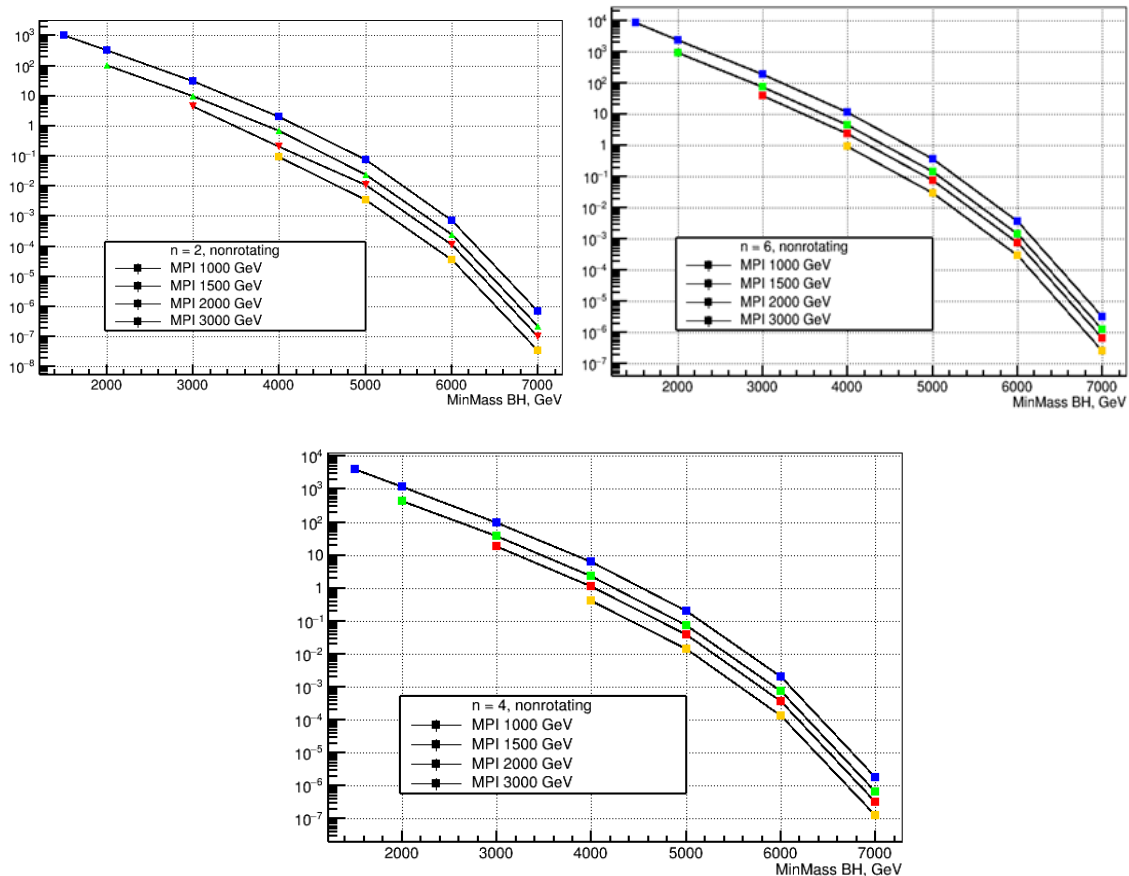 10³
10²
10
1
10⁻¹
10⁻²
10⁻³
10⁻⁴
10⁻⁵
10⁻⁶
10⁻⁷
10⁻⁸
n = 2, nonrotating
MPI 1000 GeV
MPI 1500 GeV
MPI 2000 GeV
MPI 3000 GeV
2000 3000 4000 5000 6000 7000
MinMass BH, GeV
10⁴
10³
10²
10
1
10⁻¹
10⁻²
10⁻³
10⁻⁴
10⁻⁵
10⁻⁶
10⁻⁷
n = 6, nonrotating
MPI 1000 GeV
MPI 1500 GeV
MPI 2000 GeV
MPI 3000 GeV
2000 3000 4000 5000 6000 7000
MinMass BH, GeV
10⁴
10³
10²
10
1
10⁻¹
10⁻²
10⁻³
10⁻⁴
10⁻⁵
10⁻⁶
10⁻⁷
n = 4, nonrotating
MPI 1000 GeV
MPI 1500 GeV
MPI 2000 GeV
MPI 3000 GeV
2000 3000 4000 5000 6000 7000
MinMass BH, GeV